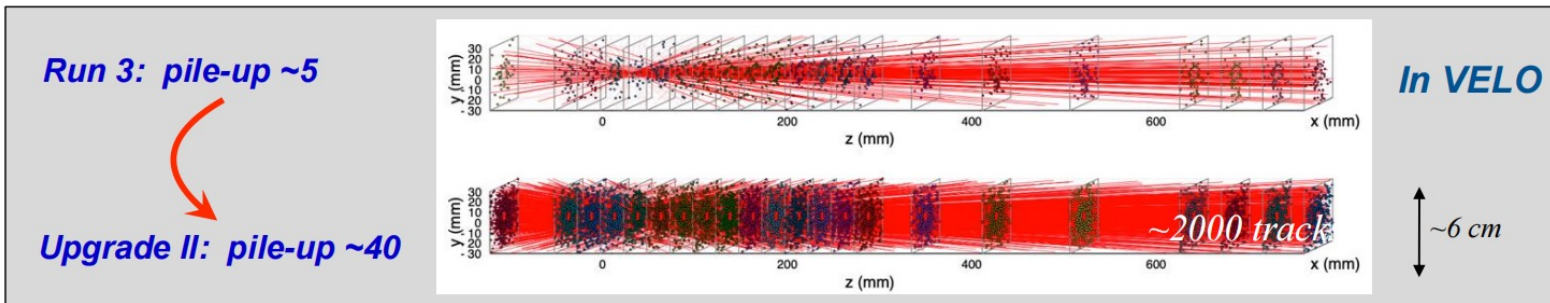 Run 3: pile-up ~5
Upgrade II: pile-up ~40
y (mm)
30
20
10
0
- 10
- 20
- 30
0
200
400
600
x (mm)
z (mm)
y (mm)
30
20
10
0
- 10
- 20
- 30
~2000 track
0
200
400
600
x (mm)
z (mm)
In VELO
~6 cm